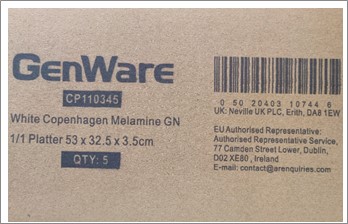 GenWare
CP110345
White Copenhagen Melamine GN
1/1 Platter 53 x 32.5 x 3.5cm
QTY: 5
0 50 20403 10744 6
UK: Neville UK PLC, Erith, DA8 1EW
EU Authorised Representative:
Authorised Representative Service,
77 Camden Street Lower, Dublin,
D02 XE80 , Ireland
E-mail: contact@arenquiries.com